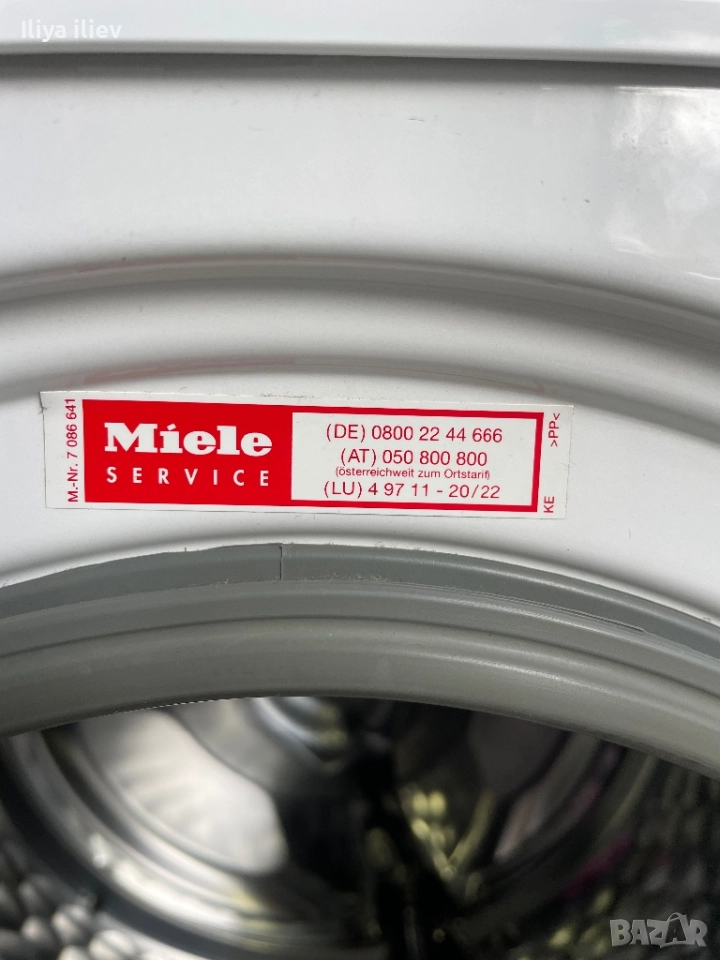 Iliya iliev
M.-Nr. 7 086 641
Miele
SERVICE
(DE) 0800 22 44 666
(AT) 050 800 800
(österreichweit zum Ortstarif)
(LU) 4 97 11 - 20/22
KE >PP<
BAZAR